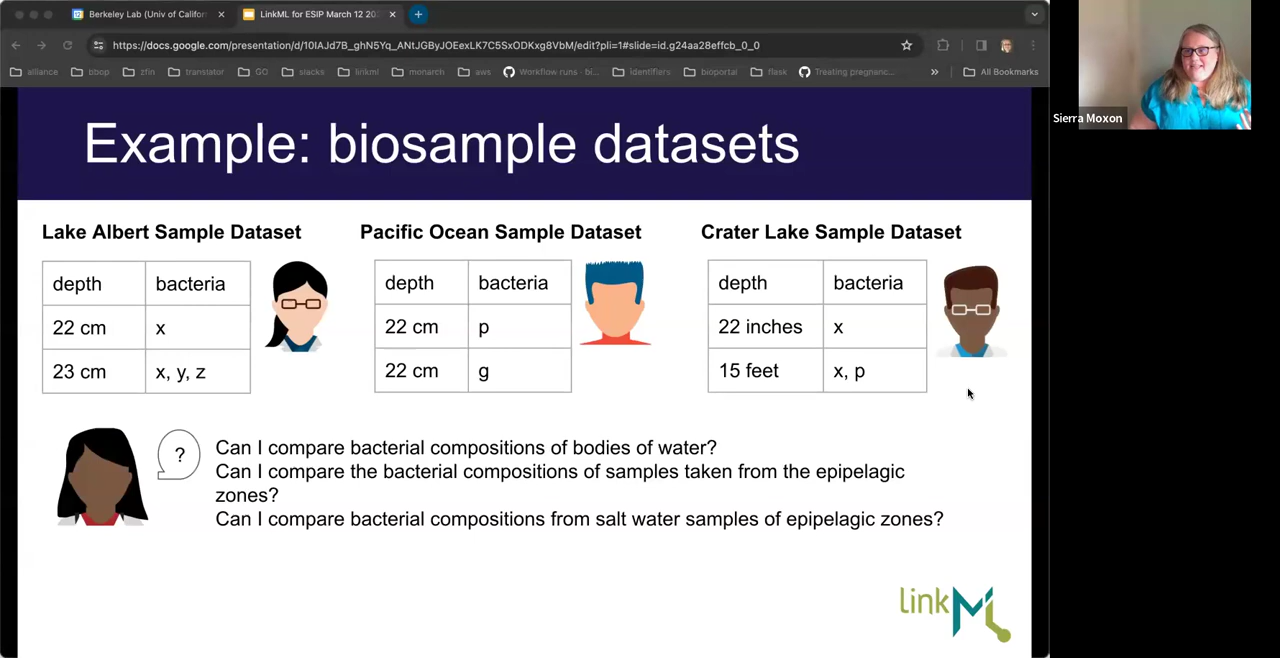 Berkeley Lab (Univ of Californ
LinkML for ESIP March 12 202
https://docs.google.com/presentation/d/10IAJd7B_ghN5Yq_ANtJGByJOEexLK7C5SxODKxg8VbM/edit?pli=1#slide=id.g24aa28effcb_0_0
alliance bbop zfin translator GO slacks linkml monarch aws Workflow runs · bi... identifiers bioportal flask Treating pregnanc... » All Bookmarks
Sierra Moxon
Example: biosample datasets
Lake Albert Sample Dataset
depth bacteria
22 cm x
23 cm x, y, z
Pacific Ocean Sample Dataset
depth bacteria
22 cm p
22 cm g
Crater Lake Sample Dataset
depth bacteria
22 inches x
15 feet x, p
?
Can I compare bacterial compositions of bodies of water?
Can I compare the bacterial compositions of samples taken from the epipelagic
zones?
Can I compare bacterial compositions from salt water samples of epipelagic zones?
linkML